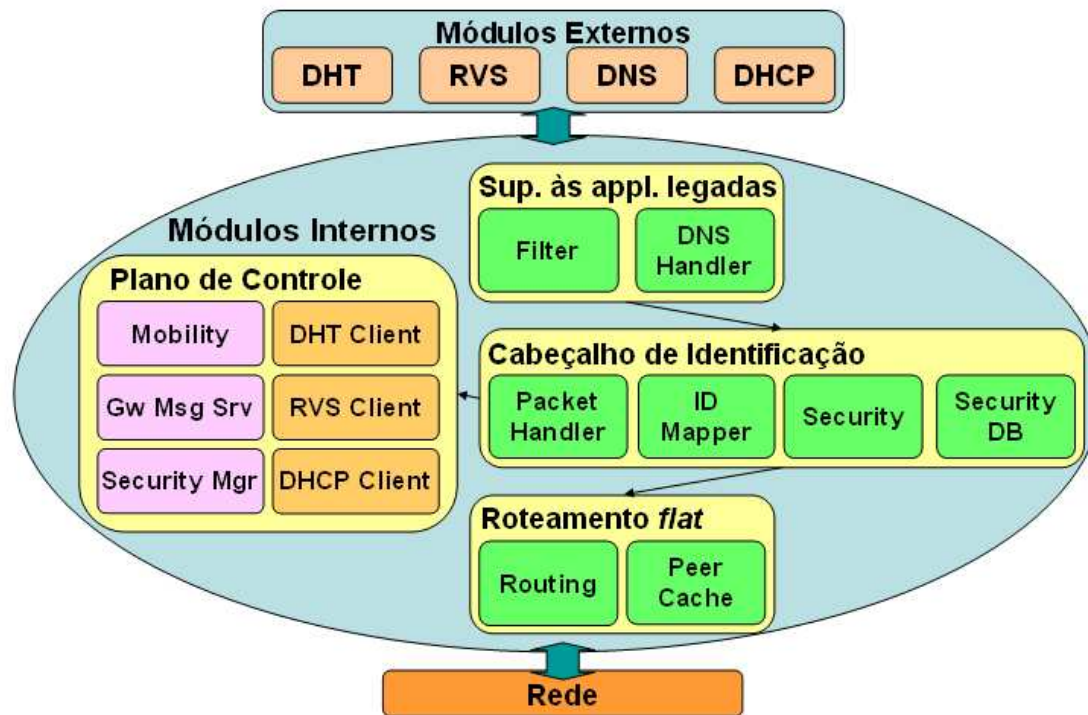 Módulos Externos
DHT
RVS
DNS
DHCP
Sup. às appl. legadas
Filter
DNS
Handler
Módulos Internos
Plano de Controle
Mobility
DHT Client
Gw Msg Srv
RVS Client
Security Mgr
DHCP Client
Cabeçalho de Identificação
Packet
Handler
ID
Mapper
Security
Security
DB
Roteamento flat
Routing
Peer
Cache
Rede